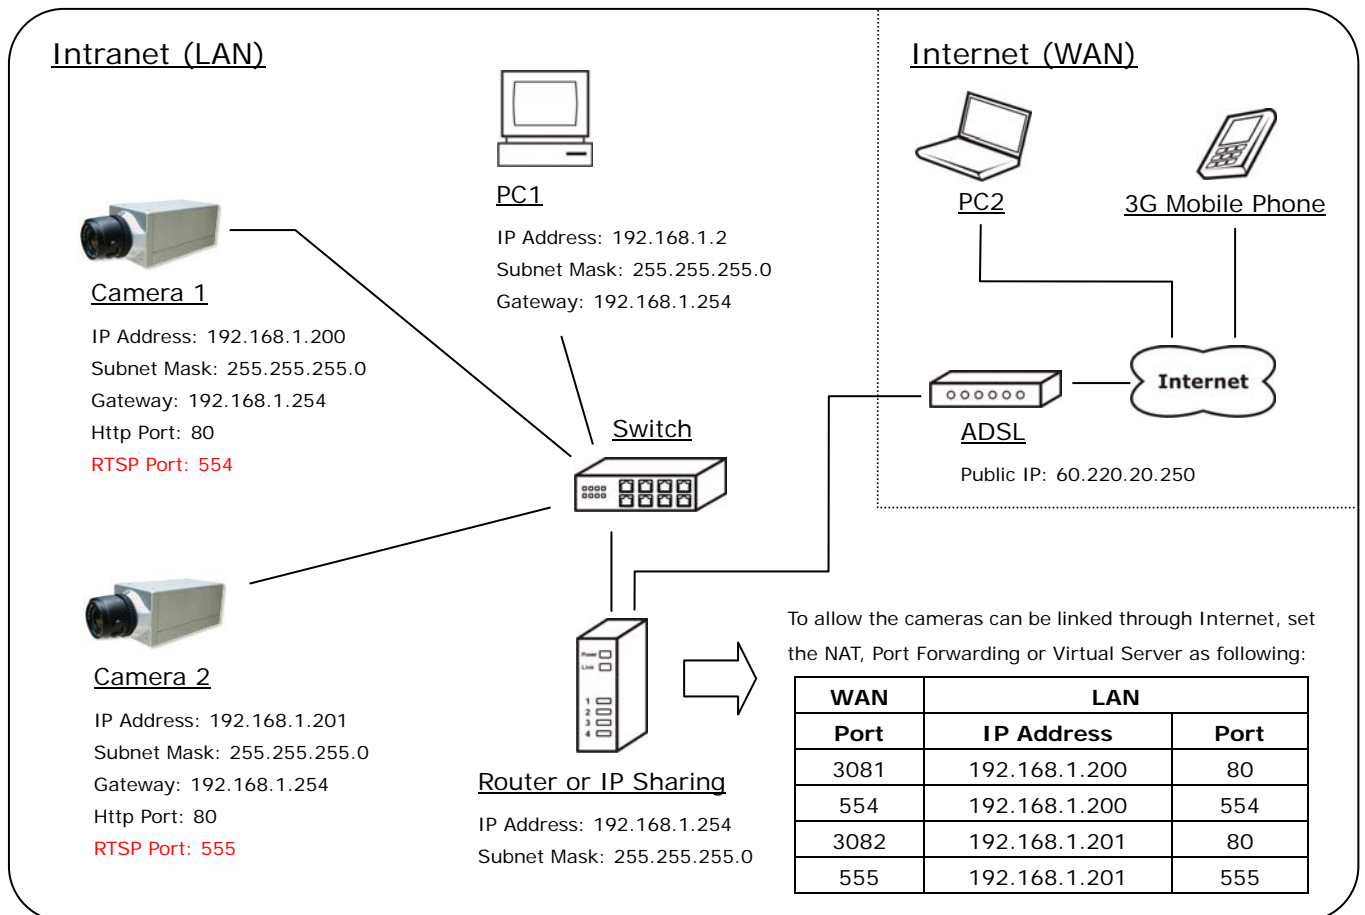 Intranet (LAN)
Internet (WAN)
PC1
IP Address: 192.168.1.2
Subnet Mask: 255.255.255.0
Gateway: 192.168.1.254
PC2
3G Mobile Phone
Camera 1
IP Address: 192.168.1.200
Subnet Mask: 255.255.255.0
Gateway: 192.168.1.254
Http Port: 80
RTSP Port: 554
Internet
ADSL
Public IP: 60.220.20.250
Switch
Camera 2
IP Address: 192.168.1.201
Subnet Mask: 255.255.255.0
Gateway: 192.168.1.254
Http Port: 80
RTSP Port: 555
Power
Link
1
2
3
4
Router or IP Sharing
IP Address: 192.168.1.254
Subnet Mask: 255.255.255.0
To allow the cameras can be linked through Internet, set
the NAT, Port Forwarding or Virtual Server as following:
WAN LAN
Port IP Address Port
3081 192.168.1.200 80
554 192.168.1.200 554
3082 192.168.1.201 80
555 192.168.1.201 555